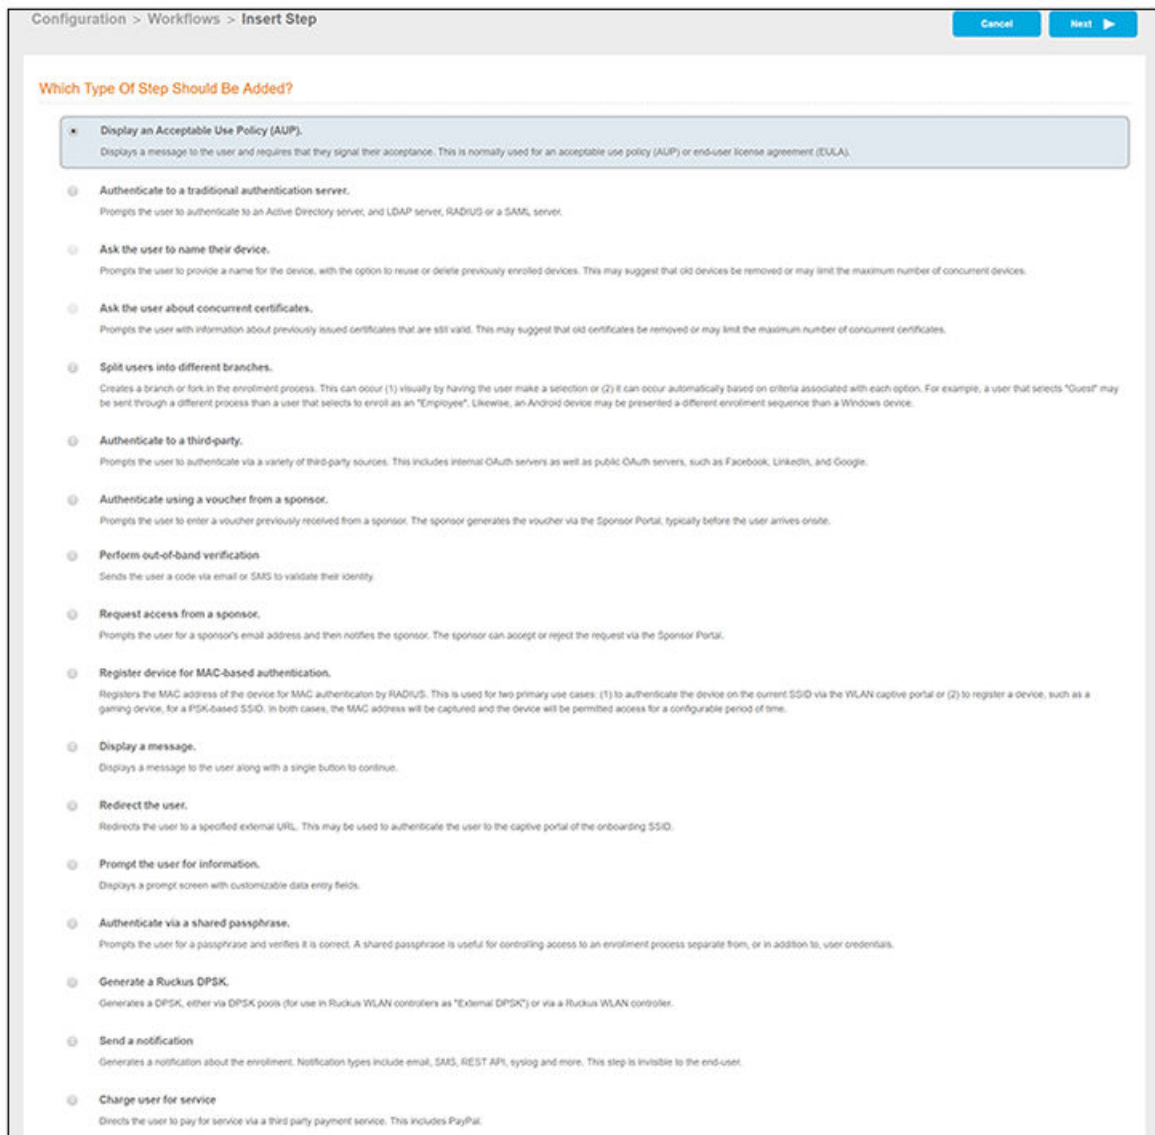 Configuration > Workflows > Insert Step
Cancel
Next
Which Type Of Step Should Be Added?
Display an Acceptable Use Policy (AUP).
Displays a message to the user and requires that they signal their acceptance. This is normally used for an acceptable use policy (AUP) or end-user license agreement (EULA).
Authenticate to a traditional authentication server.
Prompts the user to authenticate to an Active Directory server, and LDAP server, RADIUS or a SAML server.
Ask the user to name their device.
Prompts the user to provide a name for the device, with the option to reuse or delete previously enrolled devices. This may suggest that old devices be removed or may limit the maximum number of concurrent devices.
Ask the user about concurrent certificates.
Prompts the user with information about previously issued certificates that are still valid. This may suggest that old certificates be removed or may limit the maximum number of concurrent certificates.
Split users into different branches.
Creates a branch or fork in the enrollment process. This can occur (1) visually by having the user make a selection or (2) it can occur automatically based on criteria associated with each option. For example, a user that selects "Guest" may
be sent through a different process than a user that selects to enroll as an "Employee". Likewise, an Android device may be presented a different enrollment sequence than a Windows device.
Authenticate to a third-party.
Prompts the user to authenticate via a variety of third-party sources. This includes internal OAuth servers as well as public OAuth servers, such as Facebook, LinkedIn, and Google.
Authenticate using a voucher from a sponsor.
Prompts the user to enter a voucher previously received from a sponsor. The sponsor generates the voucher via the Sponsor Portal, typically before the user arrives onsite.
Perform out-of-band verification
Sends the user a code via email or SMS to validate their identity.
Request access from a sponsor.
Prompts the user for a sponsor's email address and then notifies the sponsor. The sponsor can accept or reject the request via the Sponsor Portal.
Register device for MAC-based authentication.
Registers the MAC address of the device for MAC authenticaton by RADIUS. This is used for two primary use cases: (1) to authenticate the device on the current SSID via the WLAN captive portal or (2) to register a device, such as a
gaming device, for a PSK-based SSID. In both cases, the MAC address will be captured and the device will be permitted access for a configurable period of time.
Display a message.
Displays a message to the user along with a single button to continue.
Redirect the user.
Redirects the user to a specified external URL. This may be used to authenticate the user to the captive portal of the onboarding SSID.
Prompt the user for information.
Displays a prompt screen with customizable data entry fields.
Authenticate via a shared passphrase.
Prompts the user for a passphrase and verifies it is correct. A shared passphrase is useful for controlling access to an enrollment process separate from, or in addition to, user credentials.
Generate a Ruckus DPSK.
Generates a DPSK, either via DPSK pools (for use in Ruckus WLAN controllers as "External DPSK") or via a Ruckus WLAN controller.
Send a notification
Generates a notification about the enrollment. Notification types include email, SMS, REST API, syslog and more. This step is invisible to the end-user.
Charge user for service
Directs the user to pay for service via a third party payment service. This includes PayPal.